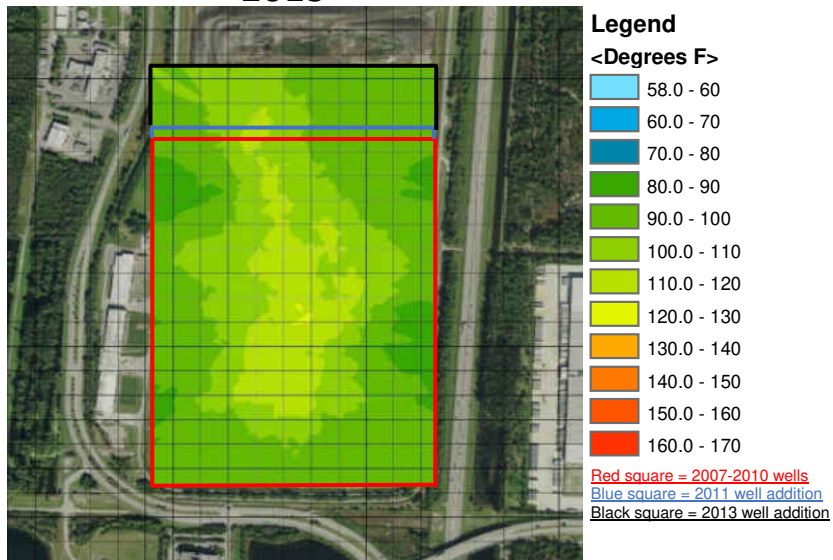 Legend
<Degrees F>
58.0 - 60
60.0 - 70
70.0 - 80
80.0 - 90
90.0 - 100
100.0 - 110
110.0 - 120
120.0 - 130
130.0 - 140
140.0 - 150
150.0 - 160
160.0 - 170
Red square = 2007-2010 wells
Blue square = 2011 well addition
Black square = 2013 well addition